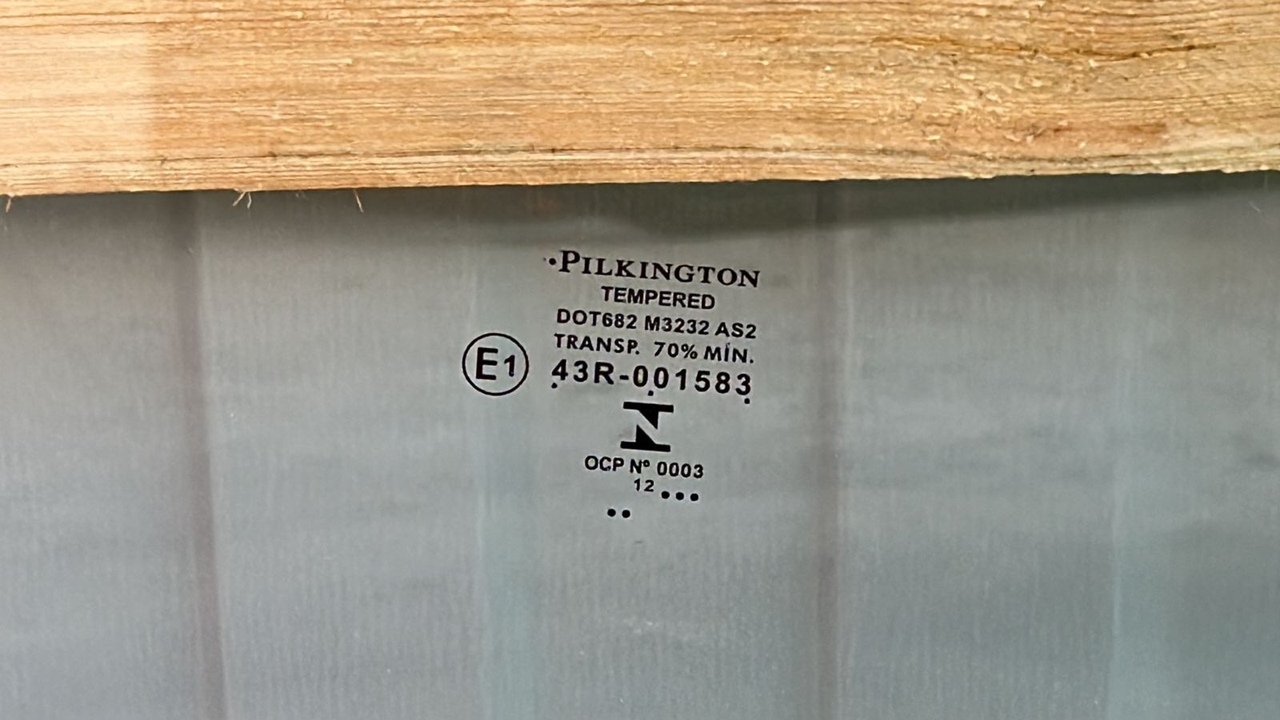 PILKINGTON
TEMPERED
DOT682 M3232 AS2
TRANSP. 70% MÍN.
E1
43R-001583
OCP Nº 0003
12